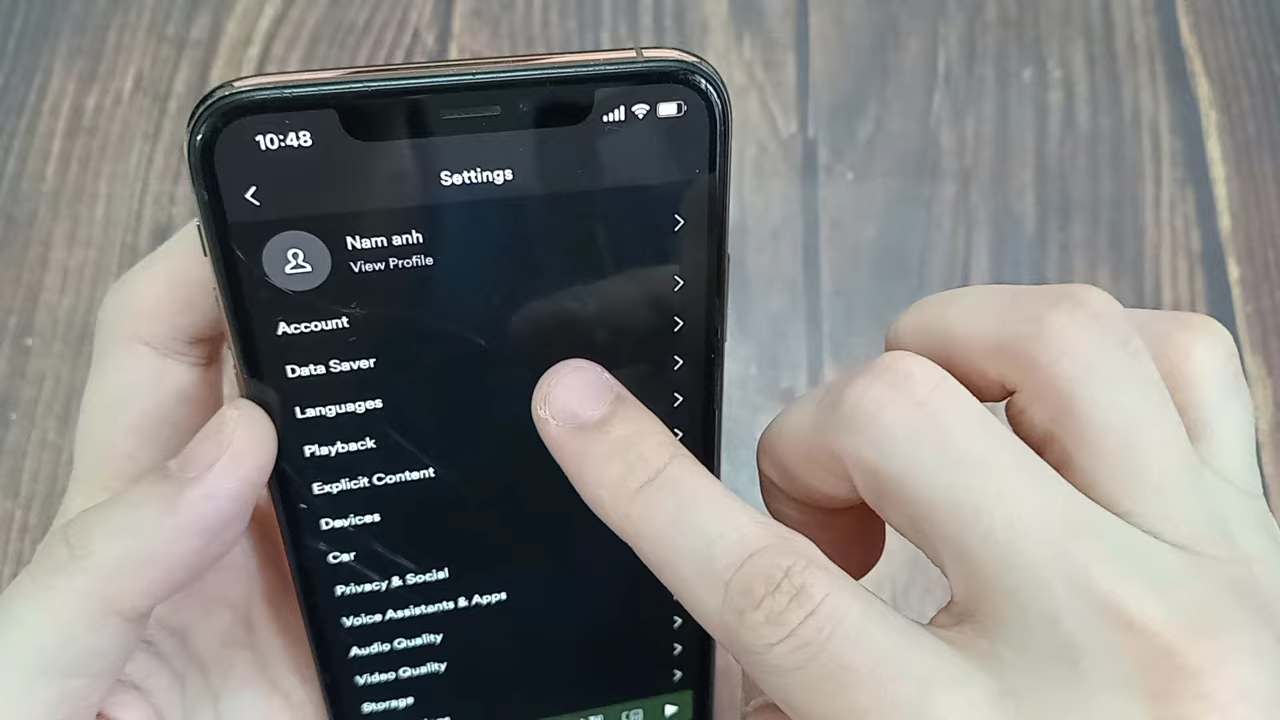 10:48
Settings
Nam anh
View Profile
Account
Data Saver
Languages
Playback
Explicit Content
Devices
Car
Privacy & Social
Voice Assistants & Apps
Audio Quality
Video Quality
Storage